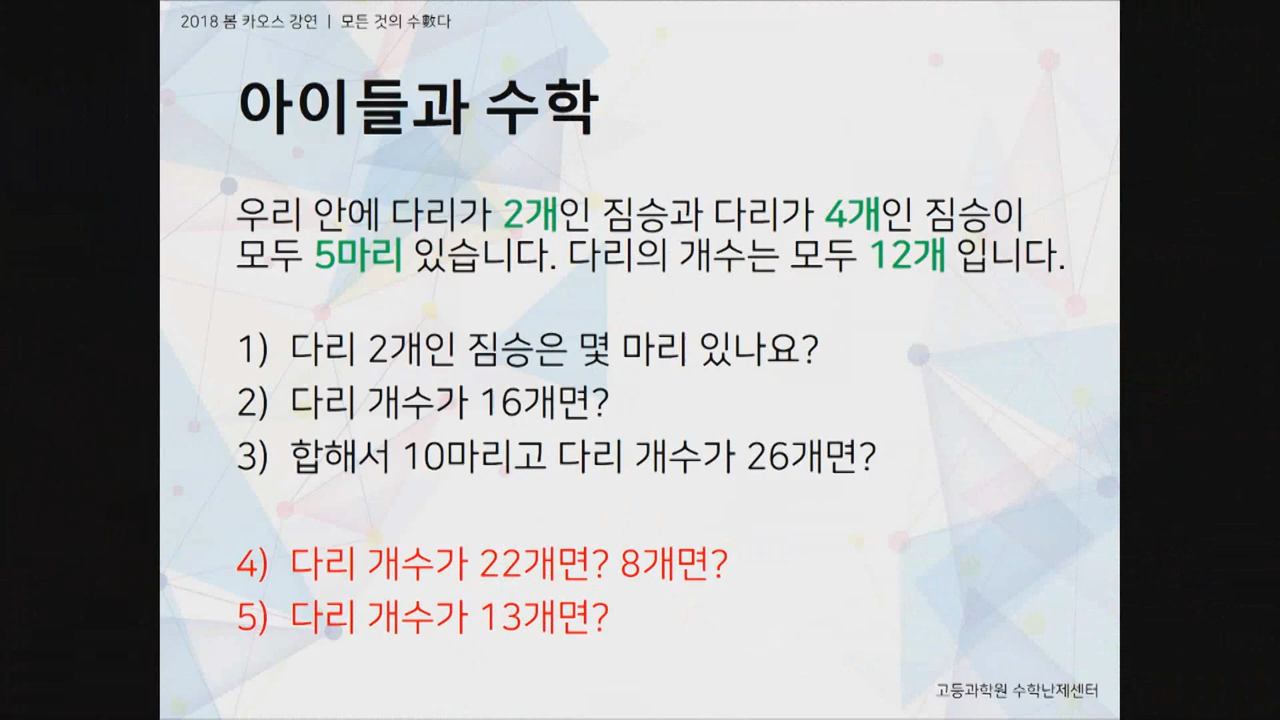 2018 봄 카오스 강연 | 모든 것의 수數다
아이들과 수학
우리 안에 다리가 2개인 짐승과 다리가 4개인 짐승이
모두 5마리 있습니다. 다리의 개수는 모두 12개 입니다.
1) 다리 2개인 짐승은 몇 마리 있나요?
2) 다리 개수가 16개면?
3) 합해서 10마리고 다리 개수가 26개면?
4) 다리 개수가 22개면? 8개면?
5) 다리 개수가 13개면?
고등과학원 수학난제센터